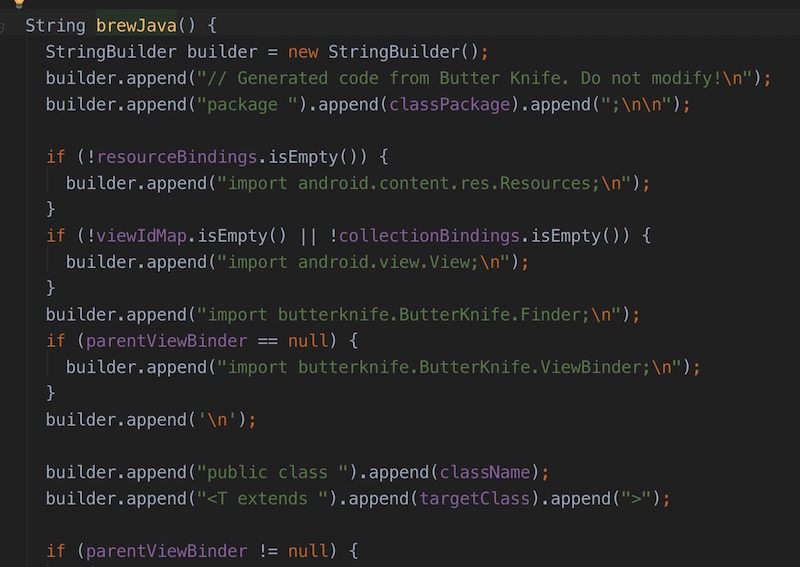 String brewJava() {
StringBuilder builder = new StringBuilder();
builder.append("// Generated code from Butter Knife. Do not modify!\n");
builder.append("package ").append(classPackage).append(";\n\n");
if (!resourceBindings.isEmpty()) {
builder.append("import android.content.res.Resources;\n");
}
if (!viewIdMap.isEmpty() || !collectionBindings.isEmpty()) {
builder.append("import android.view.View;\n");
}
builder.append("import butterknife.ButterKnife.Finder;\n");
if (parentViewBinder == null) {
builder.append("import butterknife.ButterKnife.ViewBinder;\n");
}
builder.append('\n');
builder.append("public class ").append(className);
builder.append("<T extends ").append(targetClass).append(">");
if (parentViewBinder != null) {